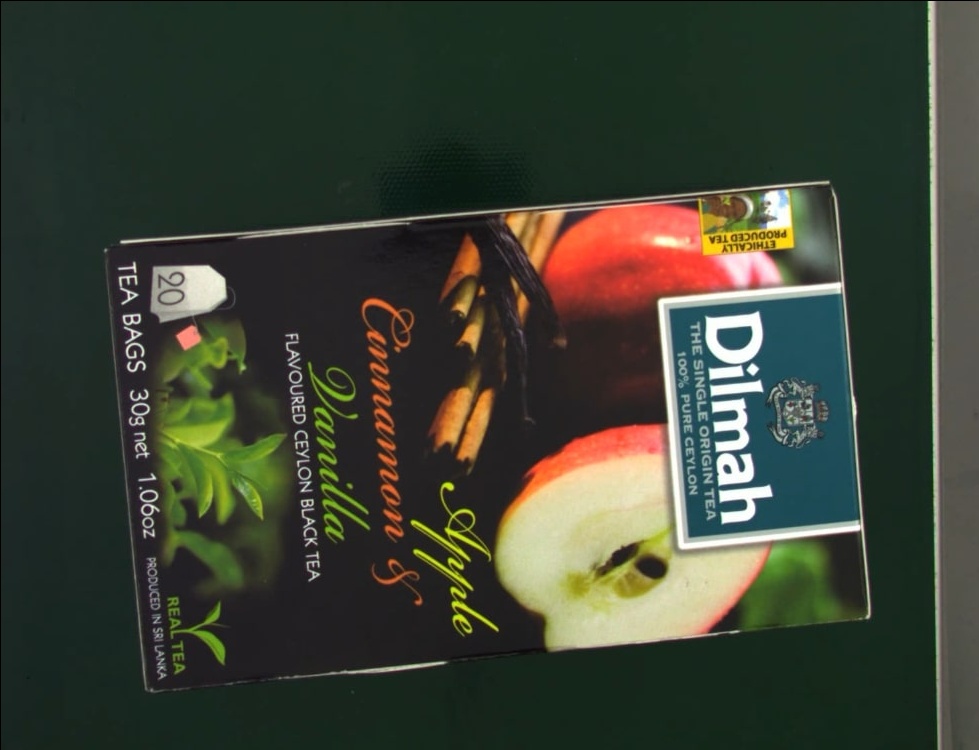 ETHICALLY
PRODUCED TEA
Dilmah
THE SINGLE ORIGIN TEA
100% PURE CEYLON
Apple
Cinnamon &
Vanilla
FLAVOURED CEYLON BLACK TEA
20
TEA BAGS 30g net 1.06oz
REAL TEA
PRODUCED IN SRI LANKA